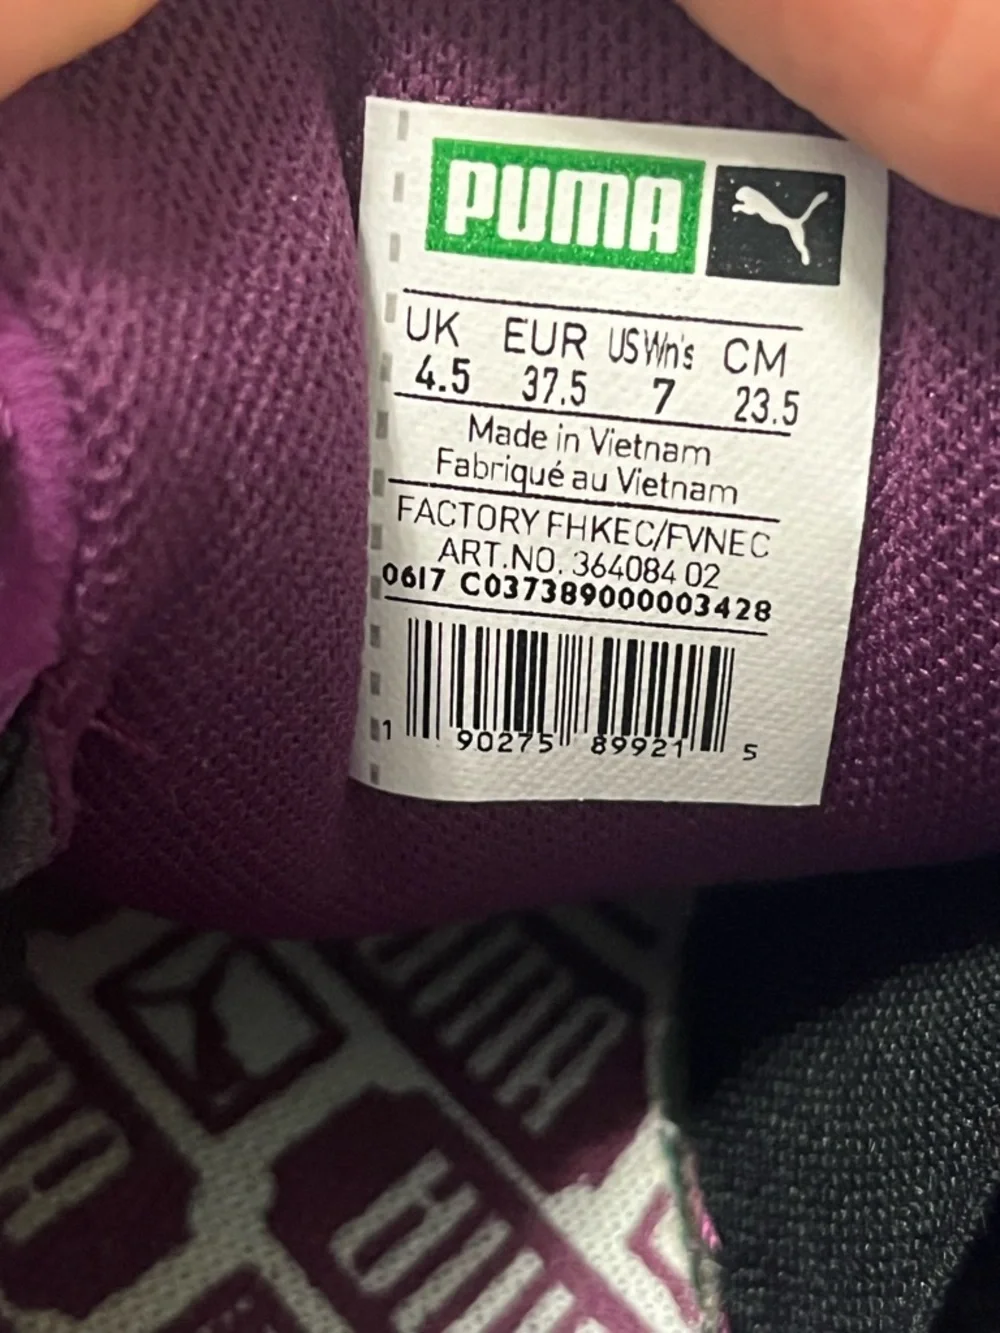 PUMA
UK EUR US Wn's CM
4.5 37.5 7 23.5
Made in Vietnam
Fabriqué au Vietnam
FACTORY FHKEC/FVNEC
ART.NO. 364084 02
0617 C037389000003428
1 90275 89921 5
PUMA